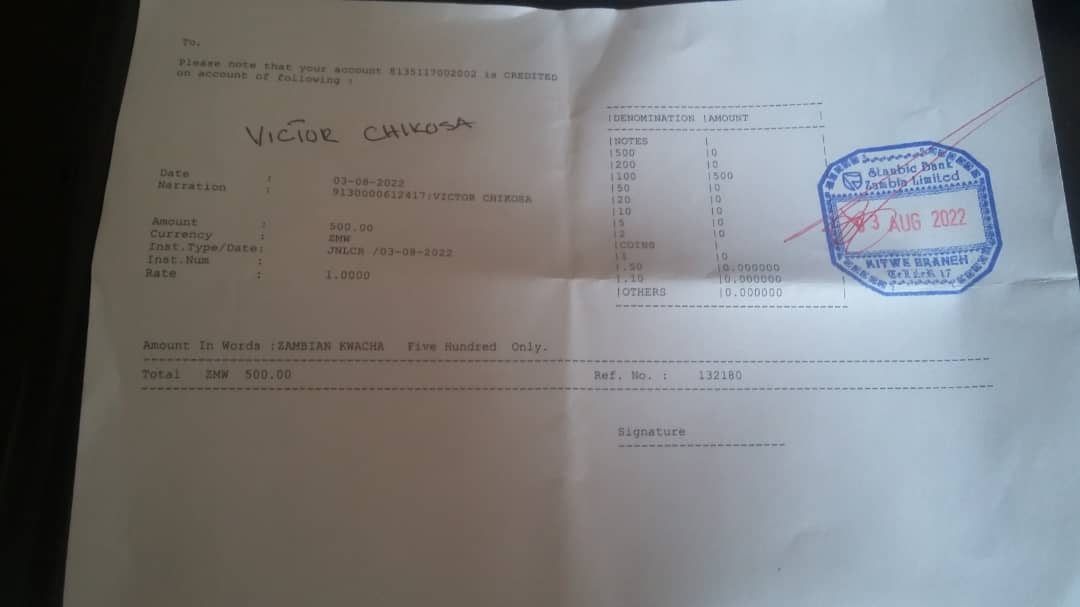 To,
Please note that your account 8135117002002 is CREDITED
on account of following :
VICTOR CHIKOSA
Date : 03-08-2022
Narration : 9130000612417:VICTOR CHIKOSA
Amount : 500.00
Currency : ZMW
Inst.Type/Date: JNLCR /03-08-2022
Inst.Num :
Rate : 1.0000
|DENOMINATION |AMOUNT |
|NOTES |
|500 |0
|200 |0
|100 |500
|50 |0
|20 |0
|10 |0
|5 |0
|2 |0
|COINS |
|1 |0
|.50 |0.000000
|.10 |0.000000
|OTHERS |0.000000
Stanbic Bank
Zambia Limited
03 AUG 2022
KITWE BRANCH
Teller 17
Amount In Words :ZAMBIAN KWACHA Five Hundred Only.
Total ZMW 500.00 Ref. No. : 132180
Signature